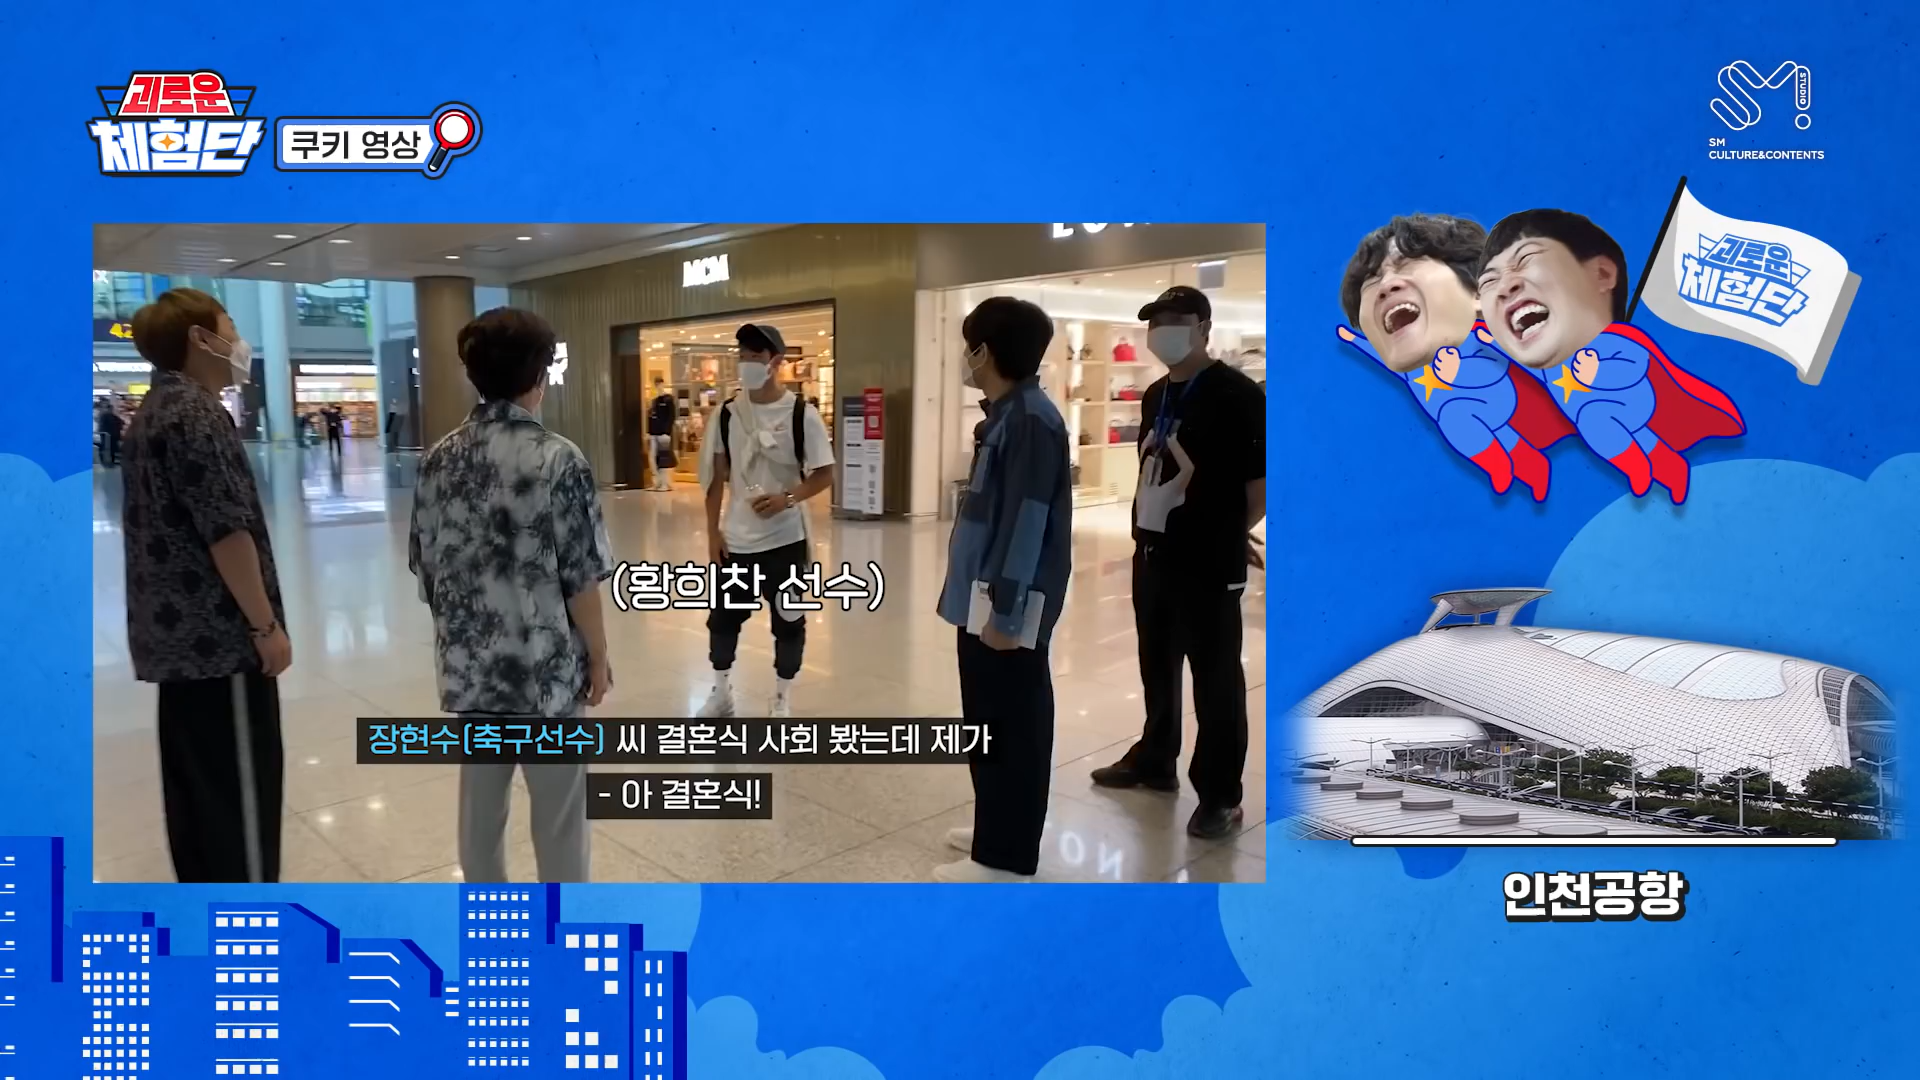 괴로운
체험단
쿠키 영상
STUDIO
SM
CULTURE&CONTENTS
괴로운
체험단
MCM
(황희찬 선수)
장현수(축구선수) 씨 결혼식 사회 봤는데 제가
- 아 결혼식!
인천공항